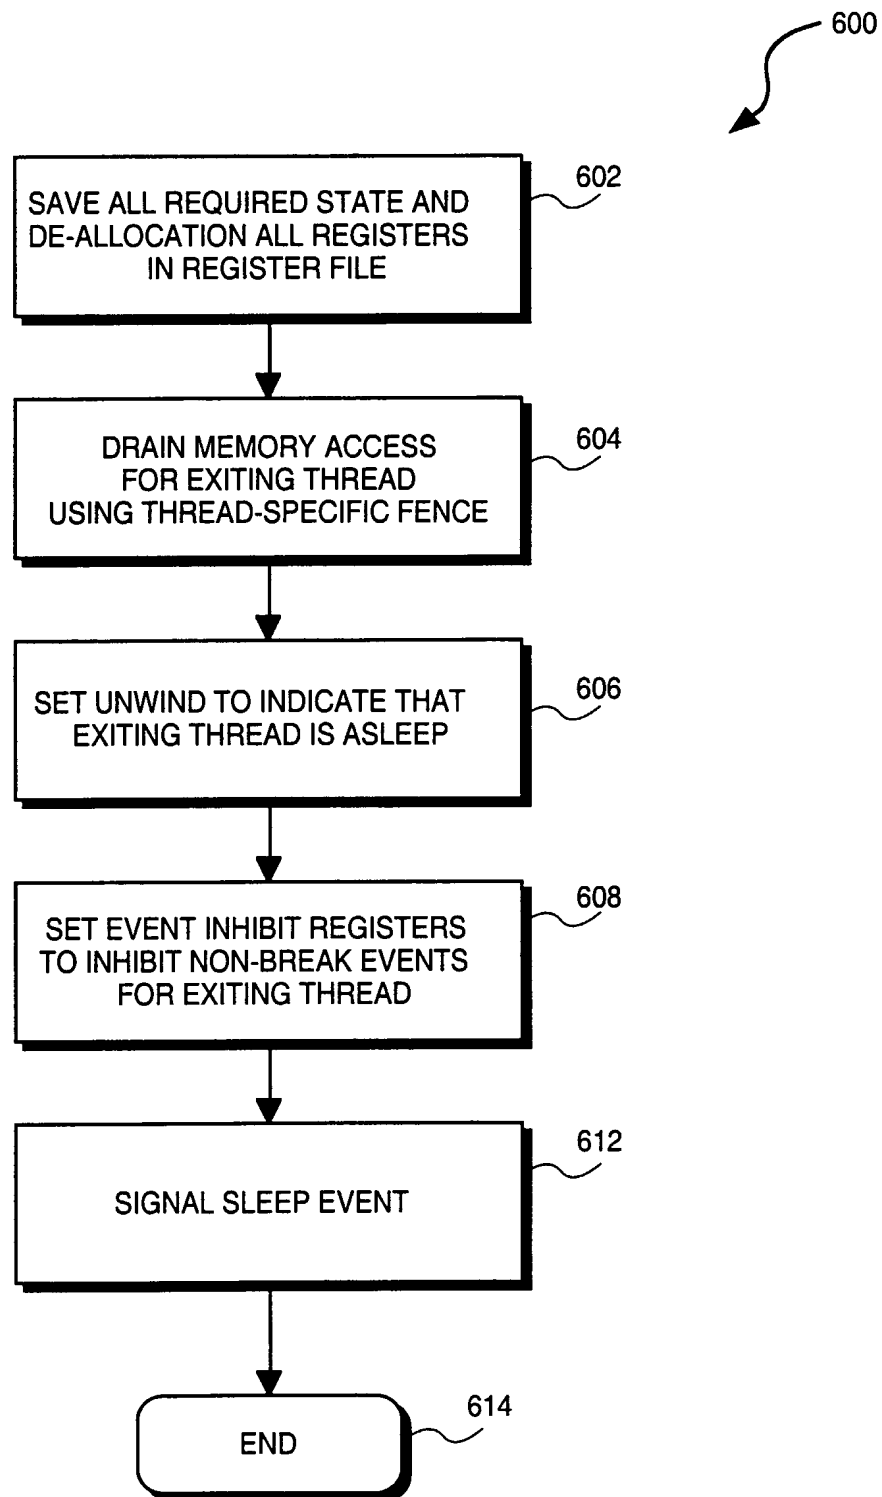 600
602
SAVE ALL REQUIRED STATE AND
DE-ALLOCATION ALL REGISTERS
IN REGISTER FILE
604
DRAIN MEMORY ACCESS
FOR EXITING THREAD
USING THREAD-SPECIFIC FENCE
606
SET UNWIND TO INDICATE THAT
EXITING THREAD IS ASLEEP
608
SET EVENT INHIBIT REGISTERS
TO INHIBIT NON-BREAK EVENTS
FOR EXITING THREAD
612
SIGNAL SLEEP EVENT
614
END